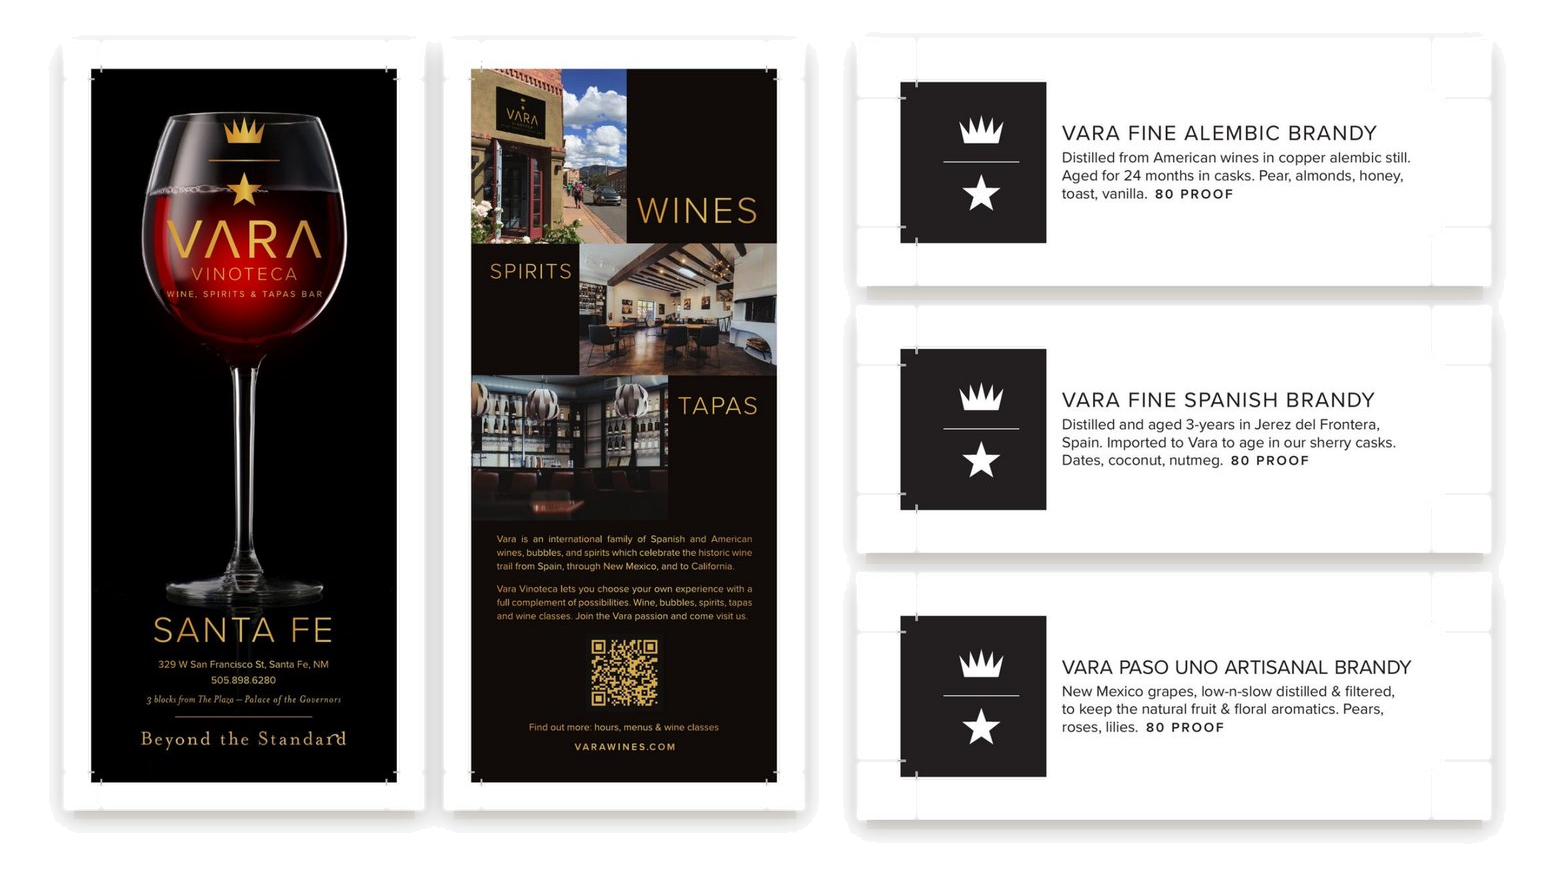 VARA
VINOTECA
WINE, SPIRITS & TAPAS BAR
SANTA FE
329 W San Francisco St, Santa Fe, NM
505.898.6280
3 blocks from The Plaza – Palace of the Governors
Beyond the Standard
VARA
VINOTECA
WINES
SPIRITS
TAPAS
Vara is an international family of Spanish and American
wines, bubbles, and spirits which celebrate the historic wine
trail from Spain, through New Mexico, and to California.
Vara Vinoteca lets you choose your own experience with a
full complement of possibilities. Wine, bubbles, spirits, tapas
and wine classes. Join the Vara passion and come visit us.
Find out more: hours, menus & wine classes
VARAWINES.COM
VARA FINE ALEMBIC BRANDY
Distilled from American wines in copper alembic still.
Aged for 24 months in casks. Pear, almonds, honey,
toast, vanilla. 80 PROOF
VARA FINE SPANISH BRANDY
Distilled and aged 3-years in Jerez del Frontera,
Spain. Imported to Vara to age in our sherry casks.
Dates, coconut, nutmeg. 80 PROOF
VARA PASO UNO ARTISANAL BRANDY
New Mexico grapes, low-n-slow distilled & filtered,
to keep the natural fruit & floral aromatics. Pears,
roses, lilies. 80 PROOF